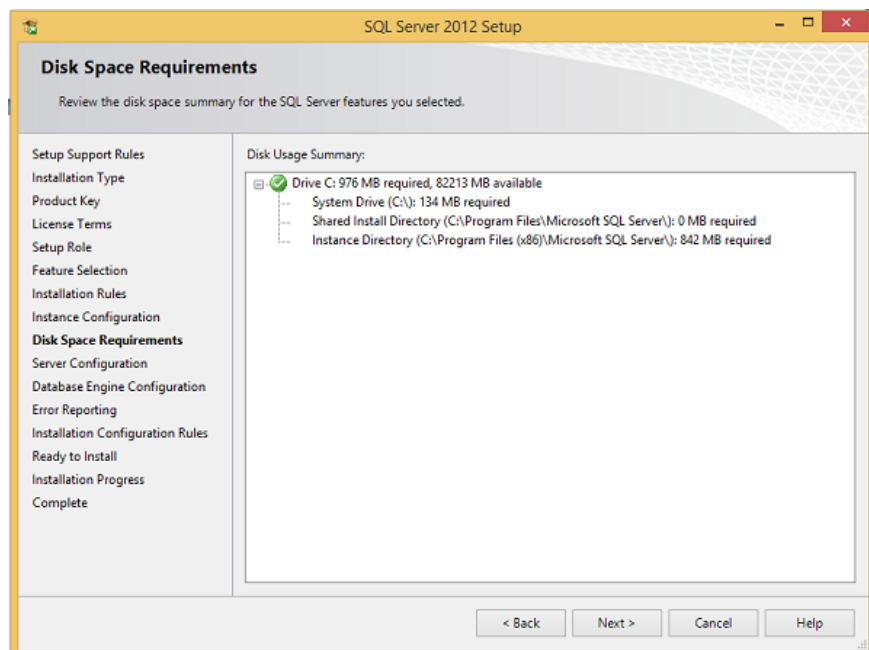 SQL Server 2012 Setup
Disk Space Requirements
Review the disk space summary for the SQL Server features you selected.
Setup Support Rules
Installation Type
Product Key
License Terms
Setup Role
Feature Selection
Installation Rules
Instance Configuration
Disk Space Requirements
Server Configuration
Database Engine Configuration
Error Reporting
Installation Configuration Rules
Ready to Install
Installation Progress
Complete
Disk Usage Summary:
Drive C: 976 MB required, 82213 MB available
System Drive (C:\): 134 MB required
Shared Install Directory (C:\Program Files\Microsoft SQL Server\): 0 MB required
Instance Directory (C:\Program Files (x86)\Microsoft SQL Server\): 842 MB required
< Back
Next >
Cancel
Help